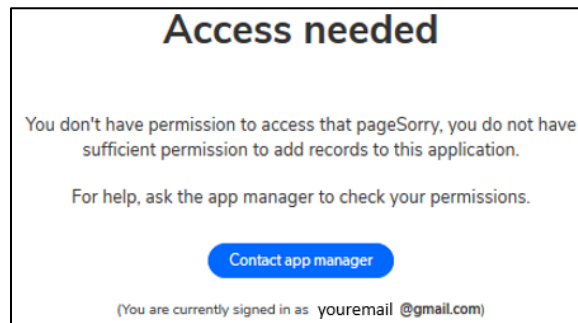 Access needed
You don't have permission to access that pageSorry, you do not have
sufficient permission to add records to this application.
For help, ask the app manager to check your permissions.
Contact app manager
(You are currently signed in as youremail @gmail.com)